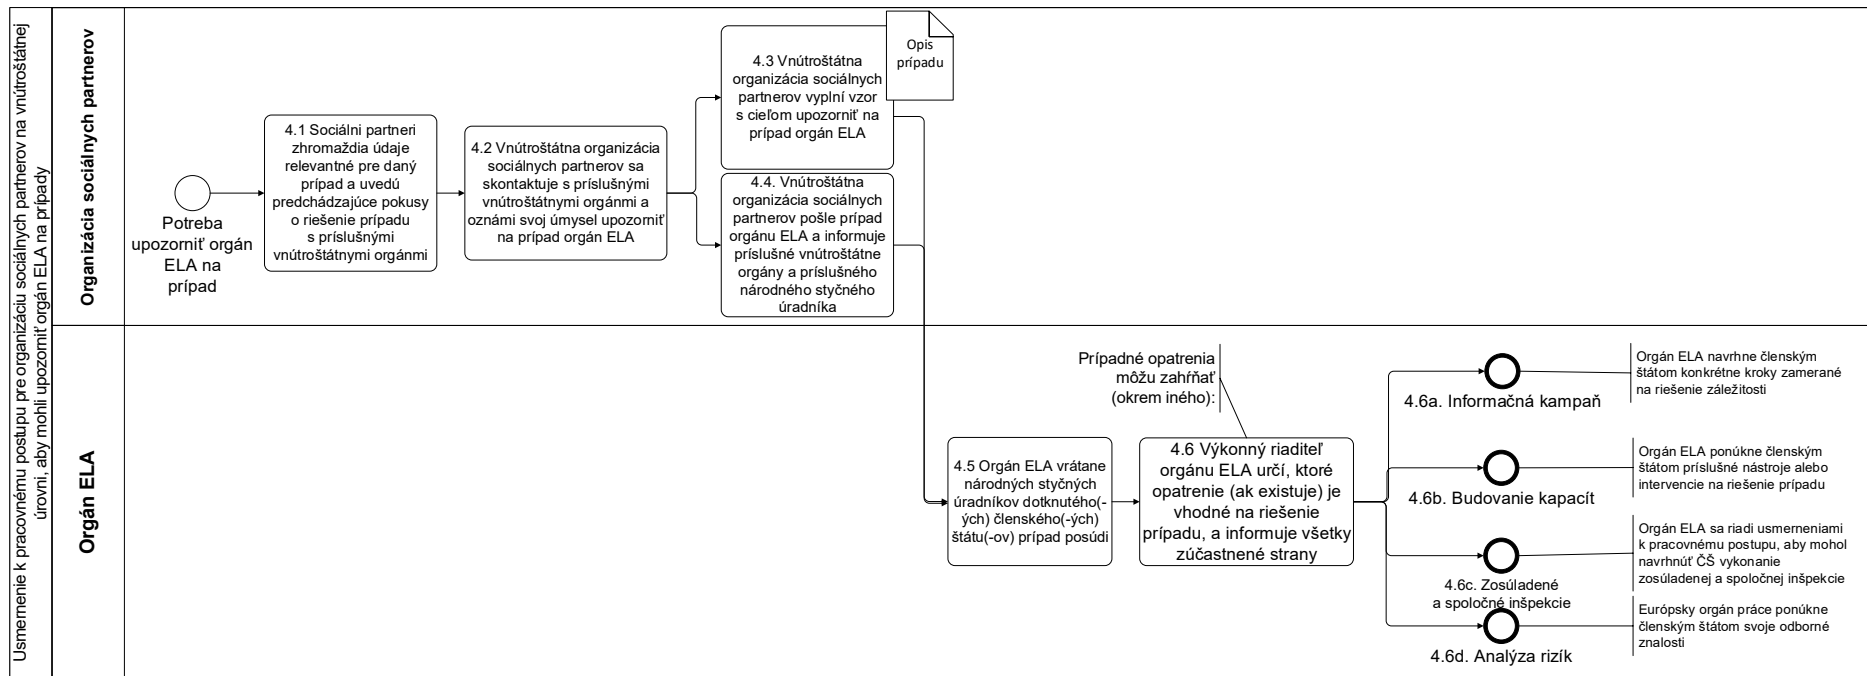 Usmernenie k pracovnému postupu pre organizáciu sociálnych partnerov na vnútroštátnej
úrovni, aby mohli upozorniť orgán ELA na prípady
Organizácia sociálnych partnerov
Potreba
upozorniť orgán
ELA na
prípad
4.1 Sociálni partneri
zhromaždia údaje
relevantné pre daný
prípad a uvedú
predchádzajúce pokusy
o riešenie prípadu
s príslušnými
vnútroštátnymi orgánmi
4.2 Vnútroštátna organizácia
sociálnych partnerov sa
skontaktuje s príslušnými
vnútroštátnymi orgánmi a
oznámi svoj úmysel upozorniť
na prípad orgán ELA
4.3 Vnútroštátna
organizácia sociálnych
partnerov vyplní vzor
s cieľom upozorniť na
prípad orgán ELA
Opis
prípadu
4.4. Vnútroštátna
organizácia sociálnych
partnerov pošle prípad
orgánu ELA a informuje
príslušné vnútroštátne
orgány a príslušného
národného styčného
úradníka
Orgán ELA
4.5 Orgán ELA vrátane
národných styčných
úradníkov dotknutého(-
ých) členského(-ých)
štátu(-ov) prípad posúdi
Prípadné opatrenia
môžu zahŕňať
(okrem iného):
4.6 Výkonný riaditeľ
orgánu ELA určí, ktoré
opatrenie (ak existuje) je
vhodné na riešenie
prípadu, a informuje všetky
zúčastnené strany
4.6a. Informačná kampaň
Orgán ELA navrhne členským
štátom konkrétne kroky zamerané
na riešenie záležitosti
4.6b. Budovanie kapacít
Orgán ELA ponúkne členským
štátom príslušné nástroje alebo
intervencie na riešenie prípadu
4.6c. Zosúladené
a spoločné inšpekcie
Orgán ELA sa riadi usmerneniami
k pracovnému postupu, aby mohol
navrhnúť ČŠ vykonanie
zosúladenej a spoločnej inšpekcie
4.6d. Analýza rizík
Európsky orgán práce ponúkne
členským štátom svoje odborné
znalosti